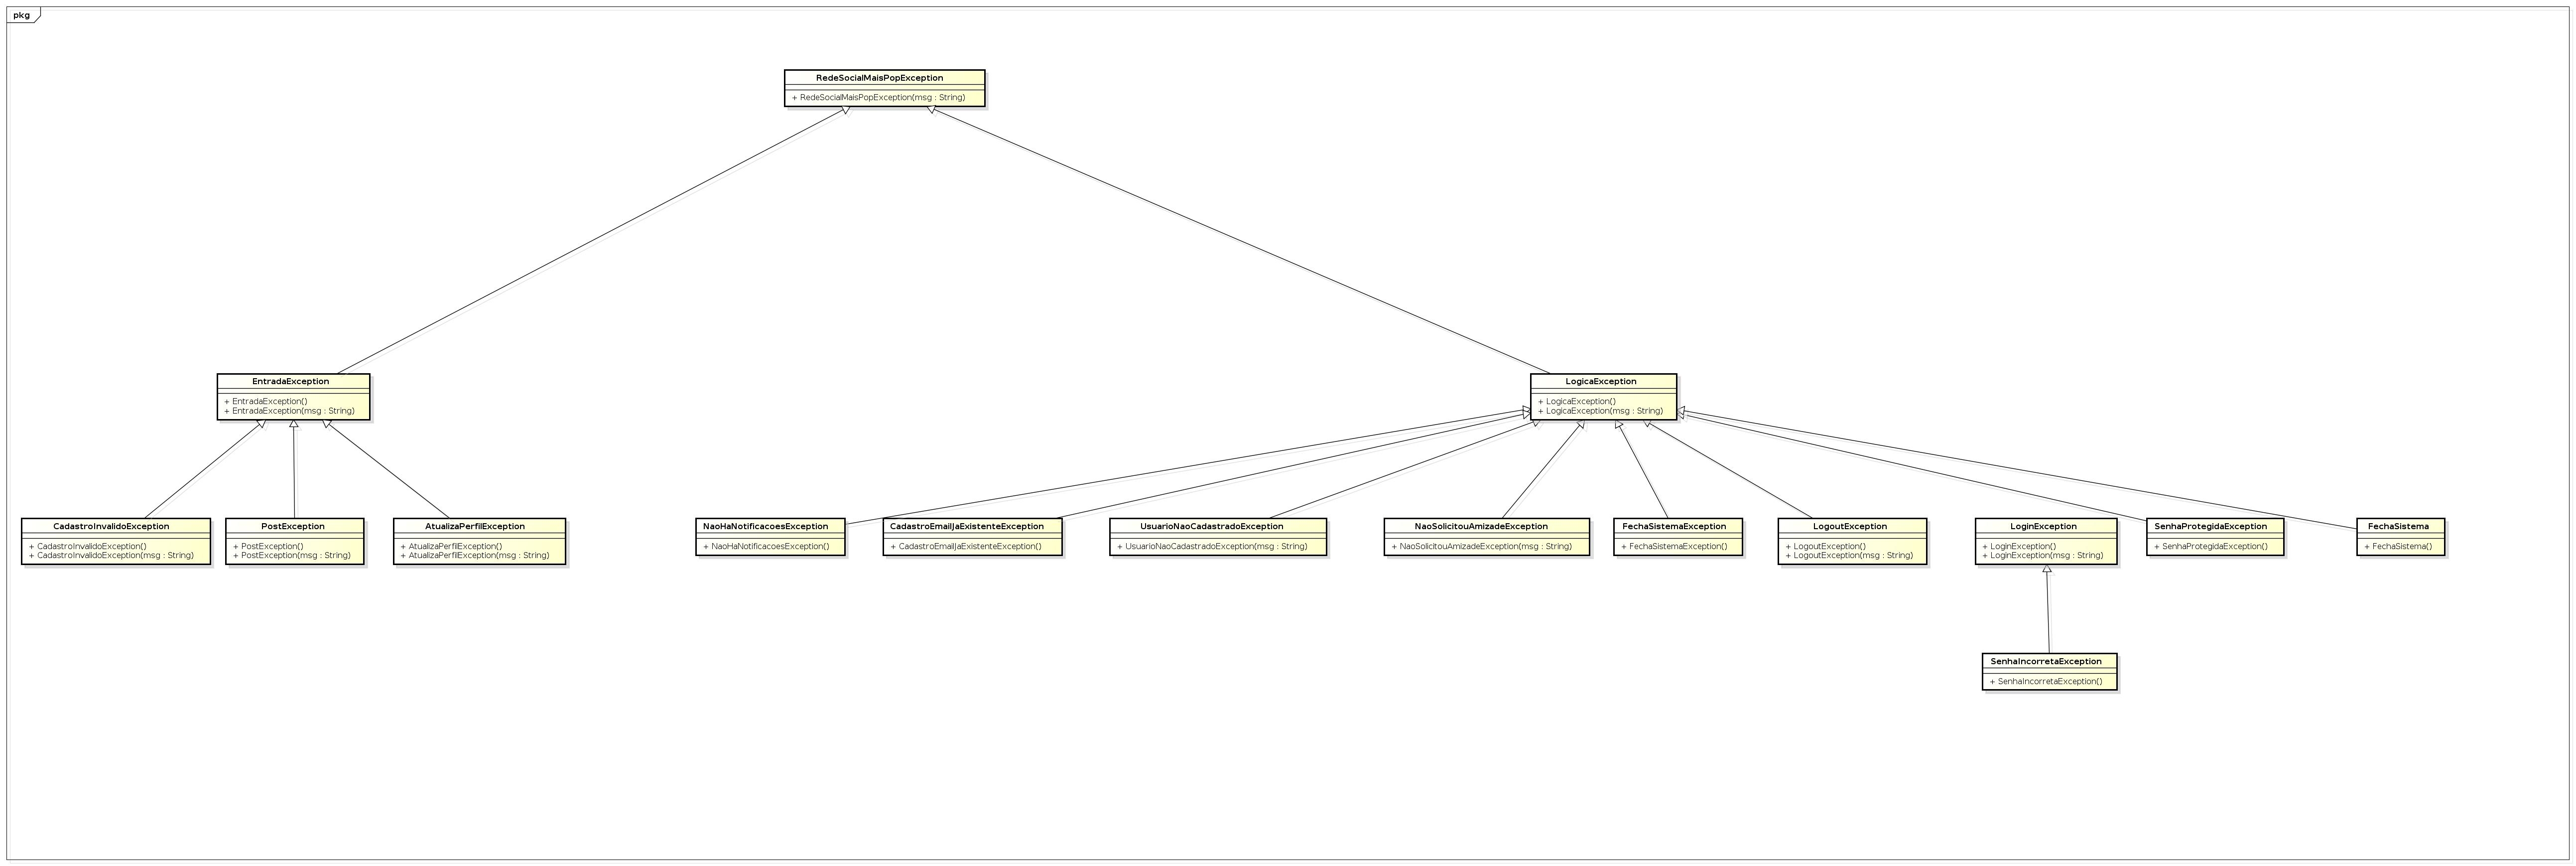 pkg
RedeSocialMaisPopException
+ RedeSocialMaisPopException(msg : String)
EntradaException
+ EntradaException()
+ EntradaException(msg : String)
LogicaException
+ LogicaException()
+ LogicaException(msg : String)
CadastroInvalidoException
+ CadastroInvalidoException()
+ CadastroInvalidoException(msg : String)
PostException
+ PostException()
+ PostException(msg : String)
AtualizaPerfilException
+ AtualizaPerfilException()
+ AtualizaPerfilException(msg : String)
NaoHaNotificacoesException
+ NaoHaNotificacoesException()
CadastroEmailJaExistenteException
+ CadastroEmailJaExistenteException()
UsuarioNaoCadastradoException
+ UsuarioNaoCadastradoException(msg : String)
NaoSolicitouAmizadeException
+ NaoSolicitouAmizadeException(msg : String)
FechaSistemaException
+ FechaSistemaException()
LogoutException
+ LogoutException()
+ LogoutException(msg : String)
LoginException
+ LoginException()
+ LoginException(msg : String)
SenhaProtegidaException
+ SenhaProtegidaException()
FechaSistema
+ FechaSistema()
SenhaIncorretaException
+ SenhaIncorretaException()